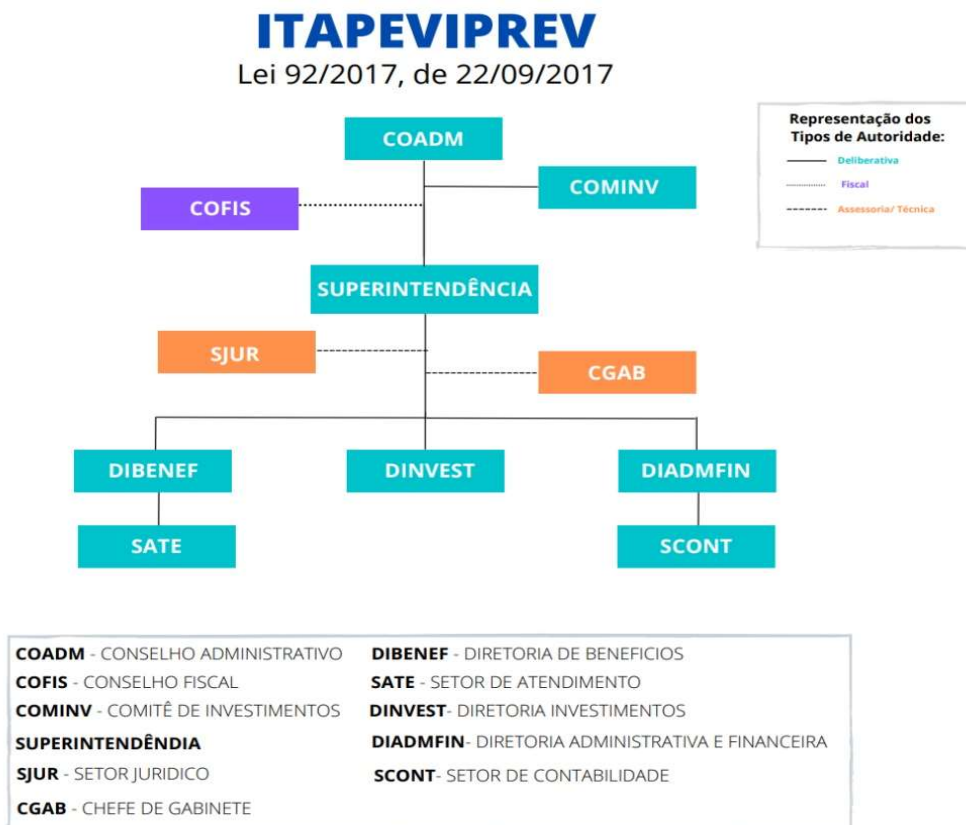 ITAPEVIPREV
Lei 92/2017, de 22/09/2017
Representação dos
Tipos de Autoridade:
Deliberativa
Fiscal
Assessoria/ Técnica
COADM
COMINV
COFIS
SUPERINTENDÊNCIA
SJUR
CGAB
DIBENEF
DINVEST
DIADMFIN
SATE
SCONT
COADM - CONSELHO ADMINISTRATIVO
COFIS - CONSELHO FISCAL
COMINV - COMITÊ DE INVESTIMENTOS
SUPERINTENDÊNDIA
SJUR - SETOR JURIDICO
CGAB - CHEFE DE GABINETE
DIBENEF - DIRETORIA DE BENEFICIOS
SATE - SETOR DE ATENDIMENTO
DINVEST- DIRETORIA INVESTIMENTOS
DIADMFIN- DIRETORIA ADMINISTRATIVA E FINANCEIRA
SCONT- SETOR DE CONTABILIDADE